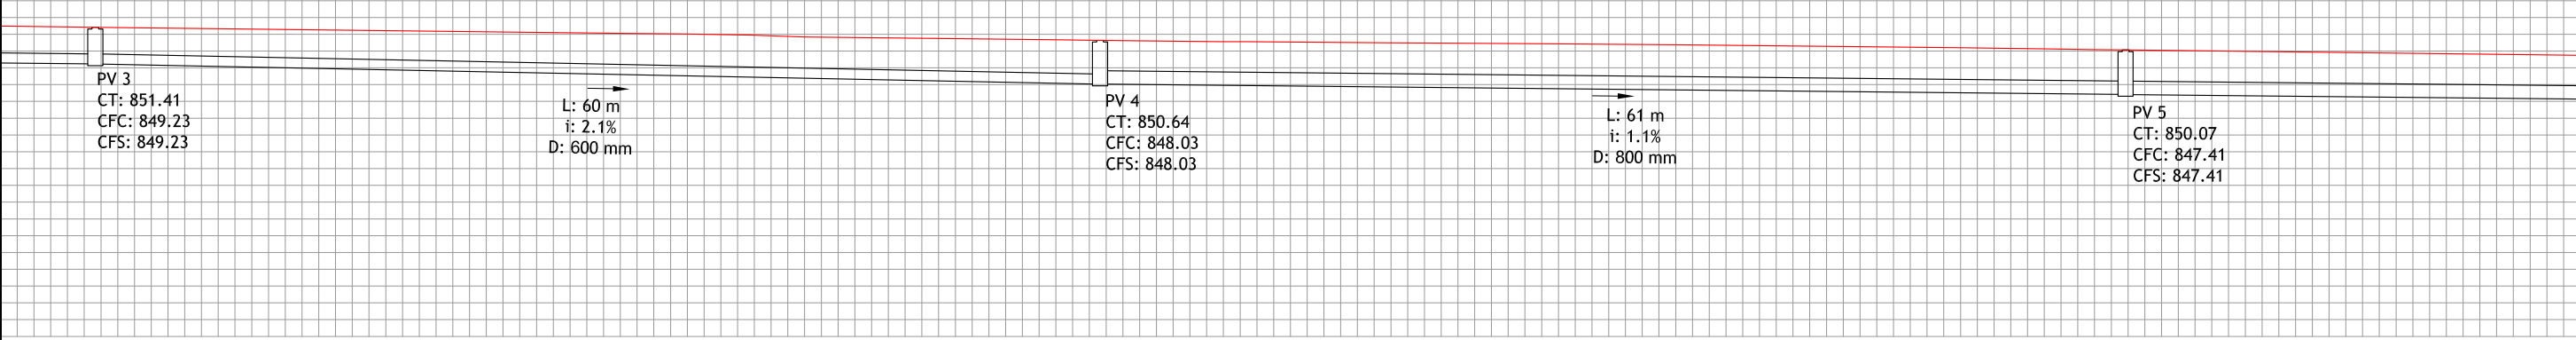 PV 3
CT: 851.41
CFC: 849.23
CFS: 849.23
L: 60 m
i: 2.1%
D: 600 mm
PV 4
CT: 850.64
CFC: 848.03
CFS: 848.03
L: 61 m
i: 1.1%
D: 800 mm
PV 5
CT: 850.07
CFC: 847.41
CFS: 847.41